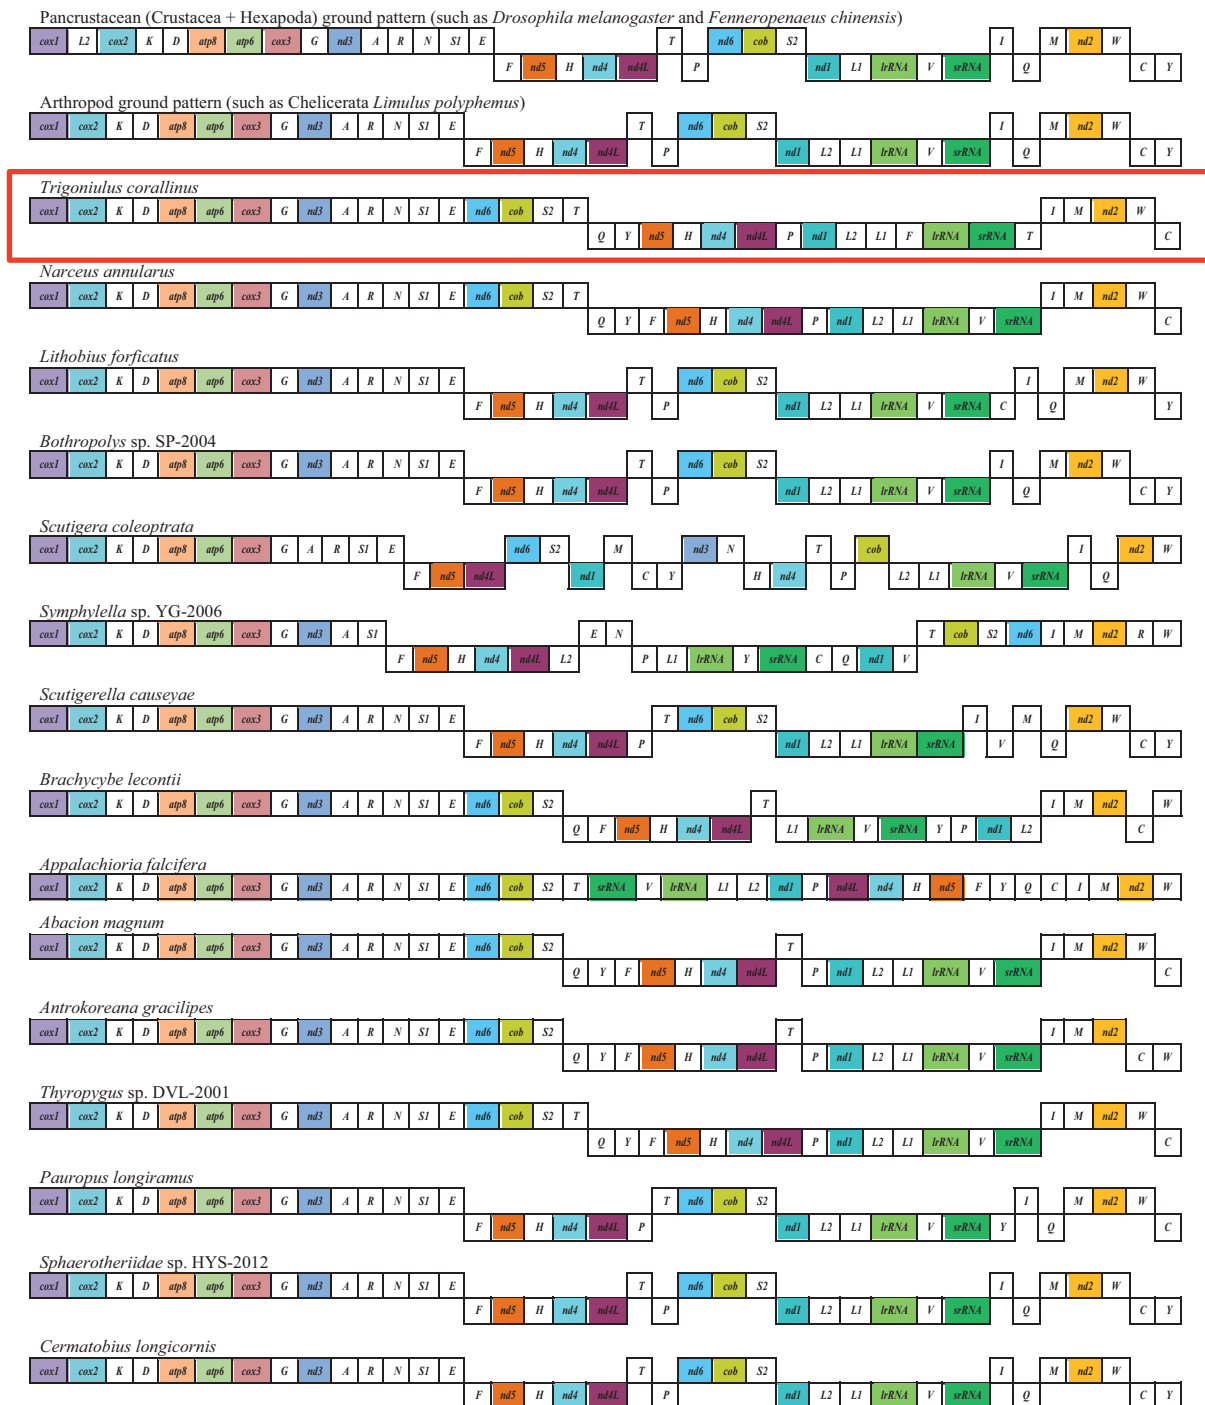 Pancrustacean (Crustacea + Hexapoda) ground pattern (such as Drosophila melanogaster and Fenneropenaeus chinensis)
cox1 L2 cox2 K D atp8 atp6 cox3 G nd3 A R N S1 E T nd6 cob S2 I M nd2 W
F nd5 H nd4 nd4L P nd1 L1 lrRNA V srRNA Q C Y
Arthropod ground pattern (such as Chelicerata Limulus polyphemus)
cox1 cox2 K D atp8 atp6 cox3 G nd3 A R N S1 E T nd6 cob S2 I M nd2 W
F nd5 H nd4 nd4L P nd1 L2 L1 lrRNA V srRNA Q C Y
Trigoniulus corallinus
cox1 cox2 K D atp8 atp6 cox3 G nd3 A R N S1 E nd6 cob S2 T I M nd2 W
Q Y nd5 H nd4 nd4L P nd1 L2 L1 F lrRNA srRNA T C
Narceus annularus
cox1 cox2 K D atp8 atp6 cox3 G nd3 A R N S1 E nd6 cob S2 T I M nd2 W
Q Y F nd5 H nd4 nd4L P nd1 L2 L1 lrRNA V srRNA C
Lithobius forficatus
cox1 cox2 K D atp8 atp6 cox3 G nd3 A R N S1 E T nd6 cob S2 I M nd2 W
F nd5 H nd4 nd4L P nd1 L2 L1 lrRNA V srRNA C Q Y
Bothropolys sp. SP-2004
cox1 cox2 K D atp8 atp6 cox3 G nd3 A R N S1 E T nd6 cob S2 I M nd2 W
F nd5 H nd4 nd4L P nd1 L2 L1 lrRNA V srRNA Q C Y
Scutigera coleoptrata
cox1 cox2 K D atp8 atp6 cox3 G A R S1 E nd6 S2 M nd3 N T cob I nd2 W
F nd5 nd4L nd1 C Y H nd4 P L2 L1 lrRNA V srRNA Q
Symphylella sp. YG-2006
cox1 cox2 K D atp8 atp6 cox3 G nd3 A S1 E N T cob S2 nd6 I M nd2 R W
F nd5 H nd4 nd4L L2 P L1 lrRNA Y srRNA C Q nd1 V
Scutigerella causeyae
cox1 cox2 K D atp8 atp6 cox3 G nd3 A R N S1 E T nd6 cob S2 I M nd2 W
F nd5 H nd4 nd4L P nd1 L2 L1 lrRNA srRNA V Q C Y
Brachycybe lecontii
cox1 cox2 K D atp8 atp6 cox3 G nd3 A R N S1 E nd6 cob S2 T I M nd2 W
Q F nd5 H nd4 nd4L L1 lrRNA V srRNA Y P nd1 L2 C
Appalachioria falcifera
cox1 cox2 K D atp8 atp6 cox3 G nd3 A R N S1 E nd6 cob S2 T srRNA V lrRNA L1 L2 nd1 P nd4L nd4 H nd5 F Y Q C I M nd2 W
Abacion magnum
cox1 cox2 K D atp8 atp6 cox3 G nd3 A R N S1 E nd6 cob S2 T I M nd2 W
Q Y F nd5 H nd4 nd4L P nd1 L2 L1 lrRNA V srRNA C
Antrokoreana gracilipes
cox1 cox2 K D atp8 atp6 cox3 G nd3 A R N S1 E nd6 cob S2 T I M nd2
Q Y F nd5 H nd4 nd4L P nd1 L2 L1 lrRNA V srRNA C W
Thyropygus sp. DVL-2001
cox1 cox2 K D atp8 atp6 cox3 G nd3 A R N S1 E nd6 cob S2 T I M nd2 W
Q Y F nd5 H nd4 nd4L P nd1 L2 L1 lrRNA V srRNA C
Pauropus longiramus
cox1 cox2 K D atp8 atp6 cox3 G nd3 A R N S1 E T nd6 cob S2 I M nd2 W
F nd5 H nd4 nd4L P nd1 L2 L1 lrRNA V srRNA Y Q C
Sphaerotheriidae sp. HYS-2012
cox1 cox2 K D atp8 atp6 cox3 G nd3 A R N S1 E T nd6 cob S2 I M nd2 W
F nd5 H nd4 nd4L P nd1 L2 L1 lrRNA V srRNA Q C Y
Cermatobius longicornis
cox1 cox2 K D atp8 atp6 cox3 G nd3 A R N S1 E T nd6 cob S2 I M nd2 W
F nd5 H nd4 nd4L P nd1 L2 L1 lrRNA V srRNA Q C Y